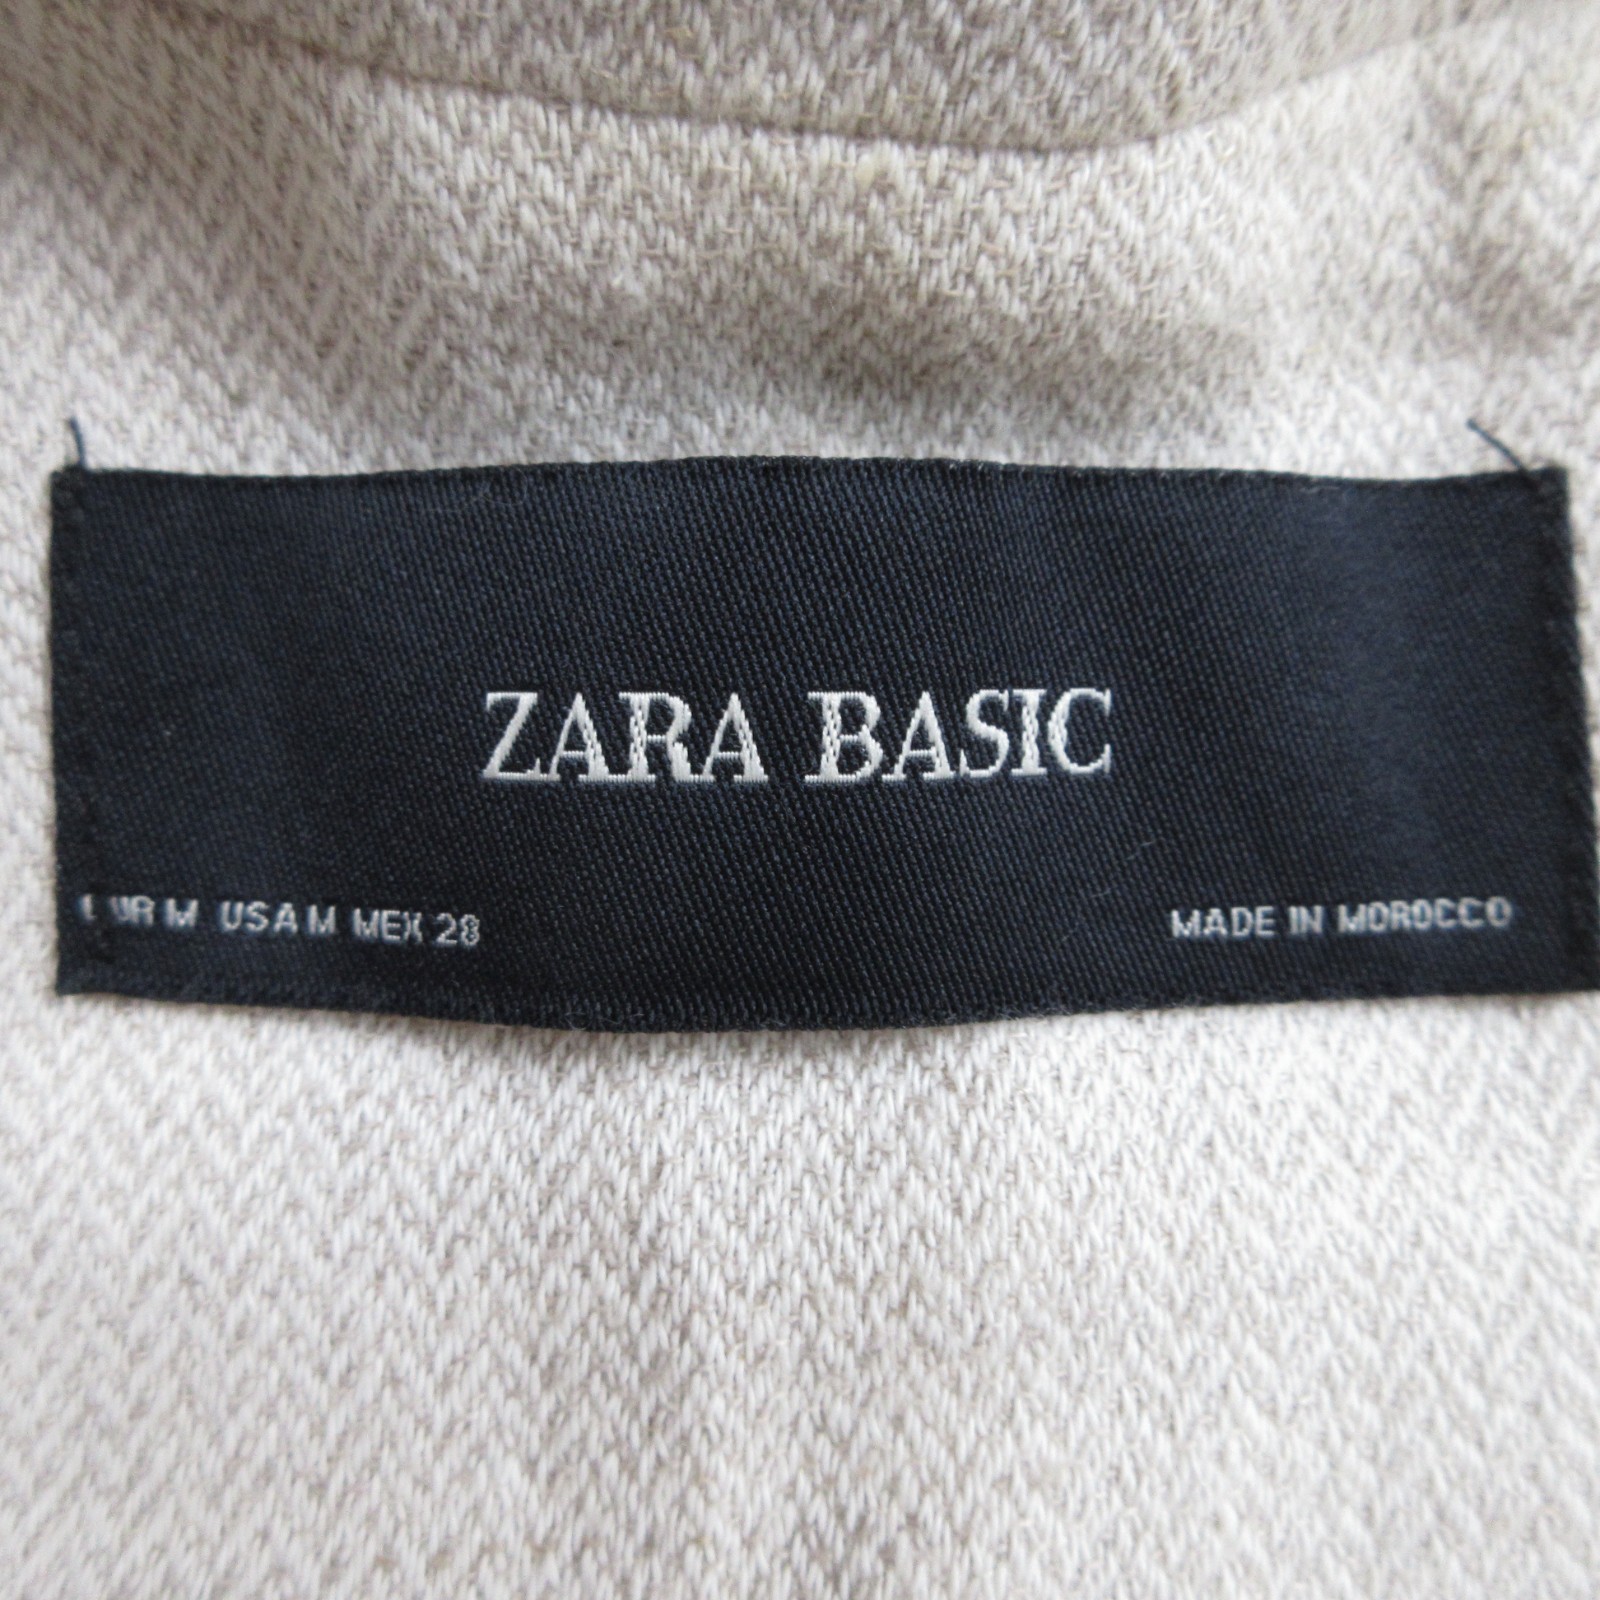 ZARA BASIC
EUR M USA M MEX 28
MADE IN MOROCCO